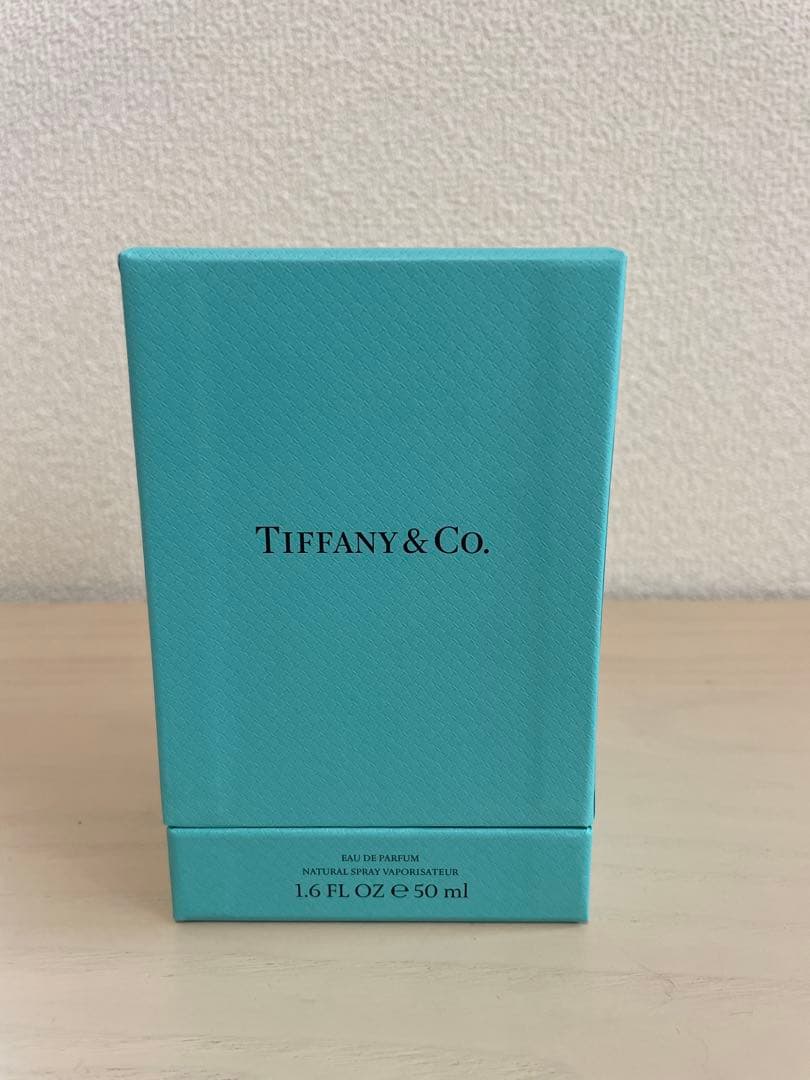 TIFFANY & CO.
EAU DE PARFUM
NATURAL SPRAY VAPORISATEUR
1.6 FL OZ ℮ 50 ml